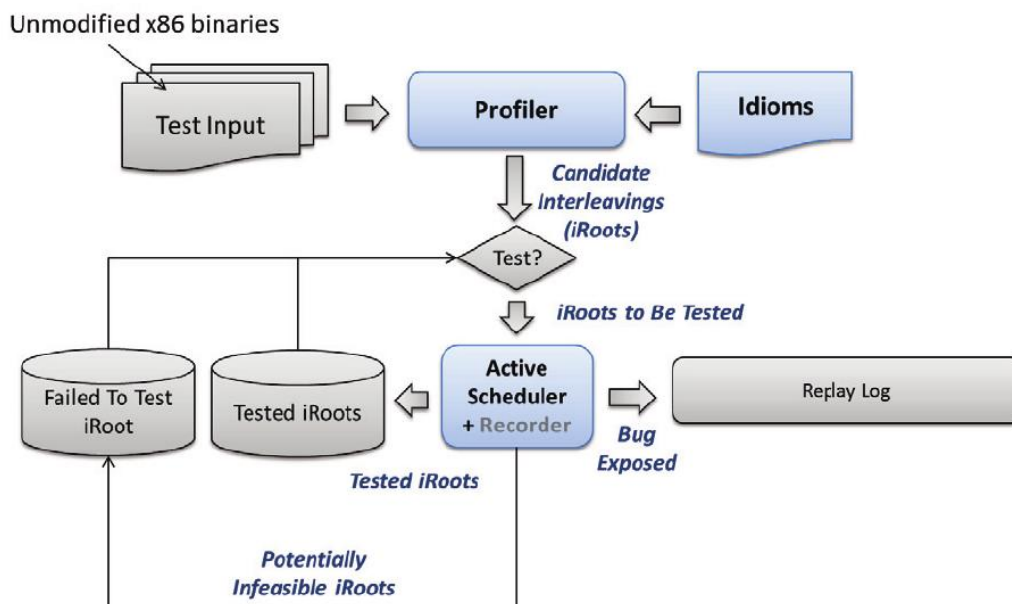 Unmodified x86 binaries
Test Input
Profiler
Idioms
Candidate
Interleavings
(iRoots)
Test?
iRoots to Be Tested
Failed To Test
iRoot
Tested iRoots
Active
Scheduler
+ Recorder
Replay Log
Bug
Exposed
Tested iRoots
Potentially
Infeasible iRoots